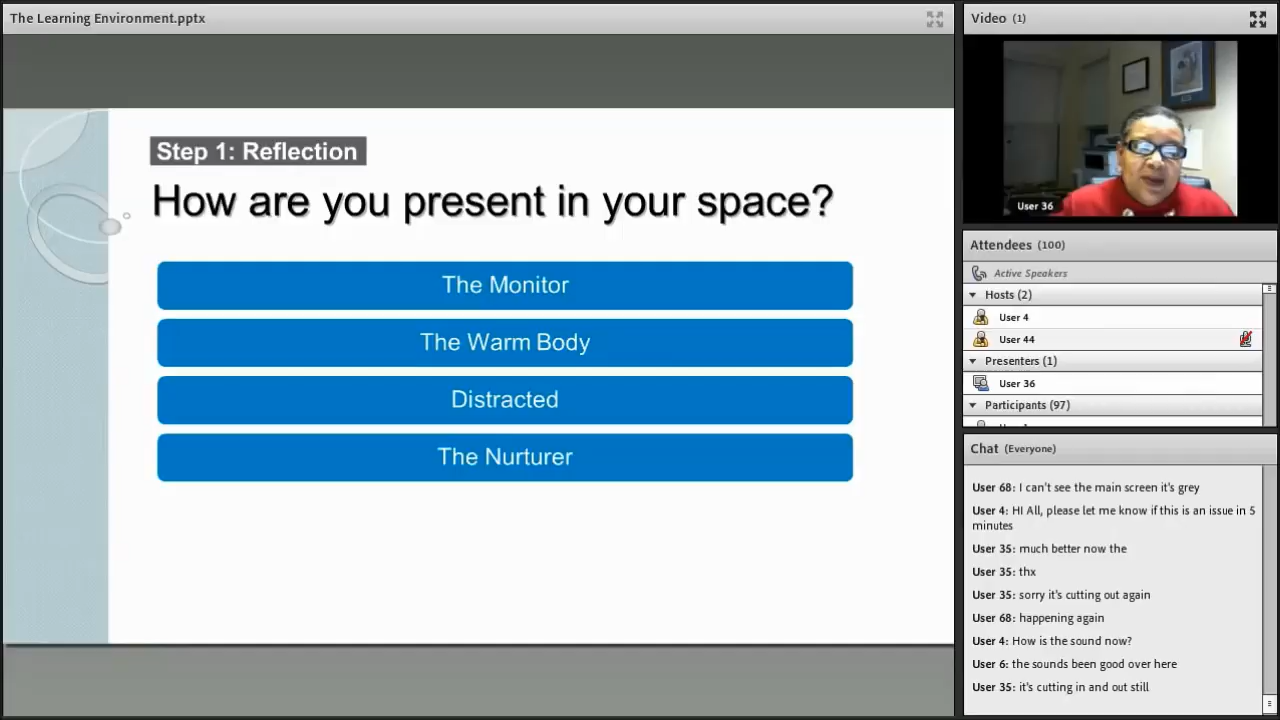 The Learning Environment.pptx
Step 1: Reflection
How are you present in your space?
The Monitor
The Warm Body
Distracted
The Nurturer
Video (1)
User 36
Attendees (100)
Active Speakers
Hosts (2)
User 4
User 44
Presenters (1)
User 36
Participants (97)
Chat (Everyone)
User 68: I can't see the main screen it's grey
User 4: HI All, please let me know if this is an issue in 5
minutes
User 35: much better now the
User 35: thx
User 35: sorry it's cutting out again
User 68: happening again
User 4: How is the sound now?
User 6: the sounds been good over here
User 35: it's cutting in and out still